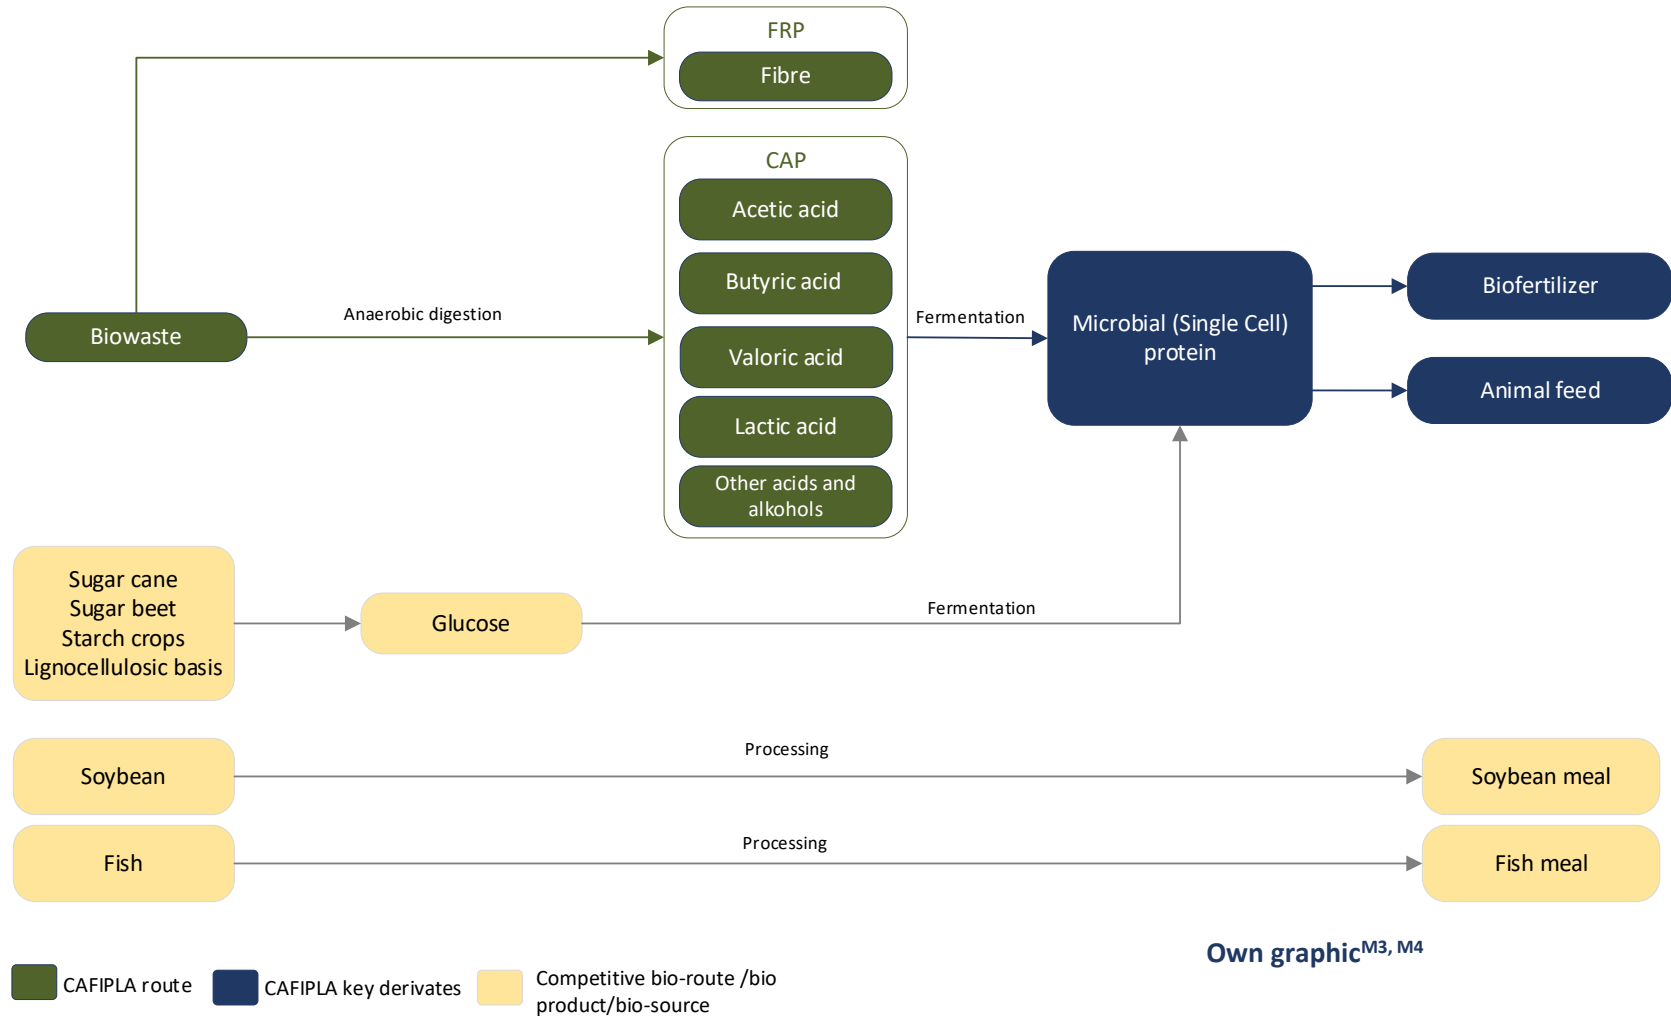 FRP
Fibre
CAP
Acetic acid
Butyric acid
Valoric acid
Lactic acid
Other acids and
alkohols
Biowaste
Anaerobic digestion
Fermentation
Microbial (Single Cell)
protein
Biofertilizer
Animal feed
Sugar cane
Sugar beet
Starch crops
Lignocellulosic basis
Glucose
Fermentation
Soybean
Processing
Soybean meal
Fish
Processing
Fish meal
Own graphicM3, M4
CAFIPLA route
CAFIPLA key derivates
Competitive bio-route /bio
product/bio-source